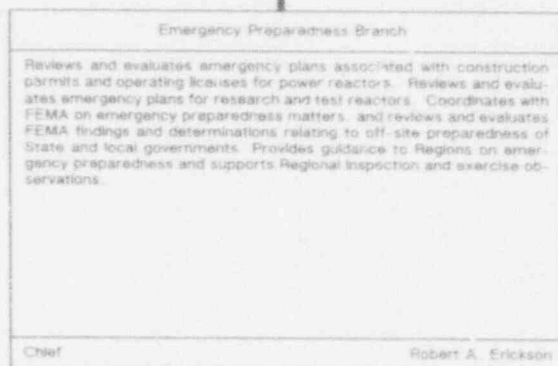 Emergency Preparedness Branch
Reviews and evaluates emergency plans associated with construction
permits and operating licenses for power reactors. Reviews and evalu-
ates emergency plans for research and test reactors. Coordinates with
FEMA on emergency preparedness matters, and reviews and evaluates
FEMA findings and determinations relating to off-site preparedness of
State and local governments. Provides guidance to Regions on emer-
gency preparedness and supports Regional inspection and exercise ob-
servations.
Chief
Robert A. Erickson